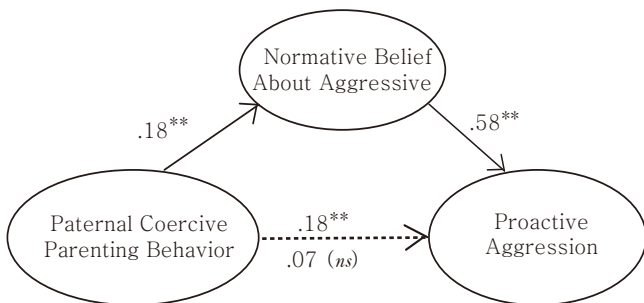 Normative Belief
About Aggressive
.18**
.58**
Paternal Coercive
Parenting Behavior
.18**
.07 (ns)
Proactive
Aggression